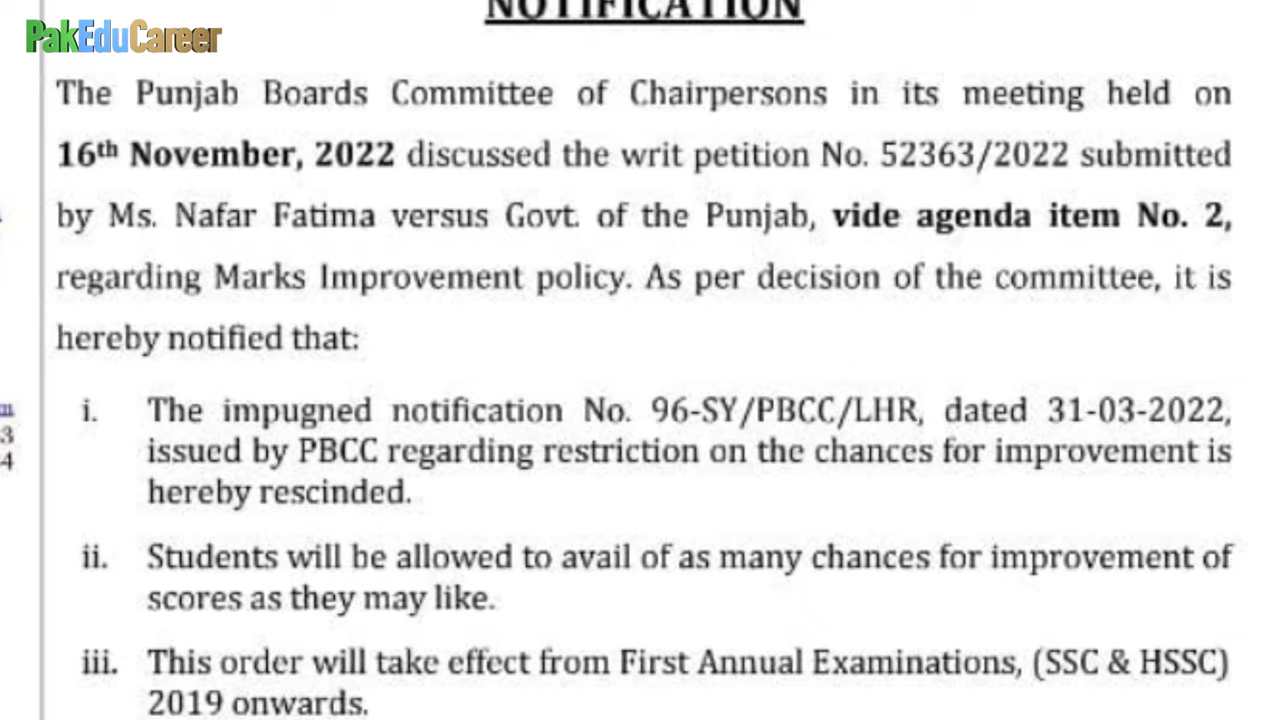 NOTIFICATION
PakEduCareer
The Punjab Boards Committee of Chairpersons in its meeting held on
16th November, 2022 discussed the writ petition No. 52363/2022 submitted
by Ms. Nafar Fatima versus Govt. of the Punjab, vide agenda item No. 2,
regarding Marks Improvement policy. As per decision of the committee, it is
hereby notified that:
i. The impugned notification No. 96-SY/PBCC/LHR, dated 31-03-2022,
issued by PBCC regarding restriction on the chances for improvement is
hereby rescinded.
ii. Students will be allowed to avail of as many chances for improvement of
scores as they may like.
3
4
iii. This order will take effect from First Annual Examinations, (SSC & HSSC)
2019 onwards.